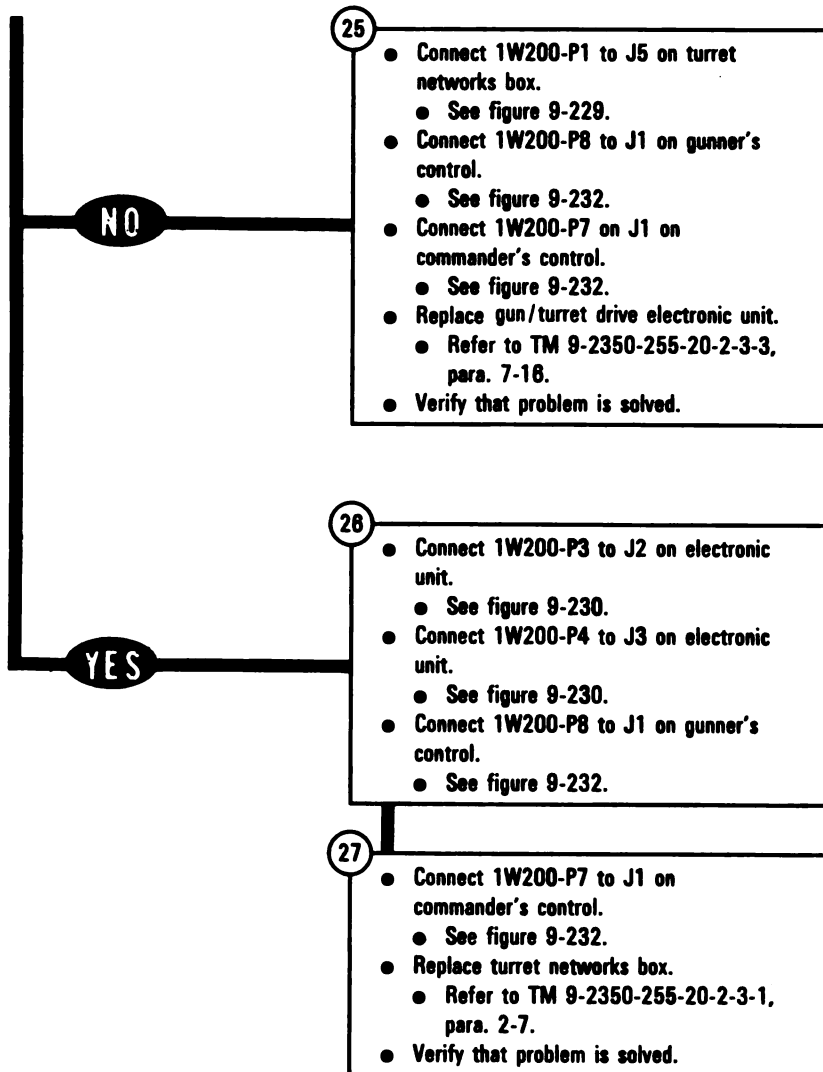 25
● Connect 1W200-P1 to J5 on turret
networks box.
● See figure 9-229.
● Connect 1W200-P8 to J1 on gunner's
control.
● See figure 9-232.
● Connect 1W200-P7 on J1 on
commander's control.
● See figure 9-232.
● Replace gun/turret drive electronic unit.
● Refer to TM 9-2350-255-20-2-3-3,
para. 7-16.
● Verify that problem is solved.
NO
26
● Connect 1W200-P3 to J2 on electronic
unit.
● See figure 9-230.
● Connect 1W200-P4 to J3 on electronic
unit.
● See figure 9-230.
● Connect 1W200-P8 to J1 on gunner's
control.
● See figure 9-232.
YES
27
● Connect 1W200-P7 to J1 on
commander's control.
● See figure 9-232.
● Replace turret networks box.
● Refer to TM 9-2350-255-20-2-3-1,
para. 2-7.
● Verify that problem is solved.